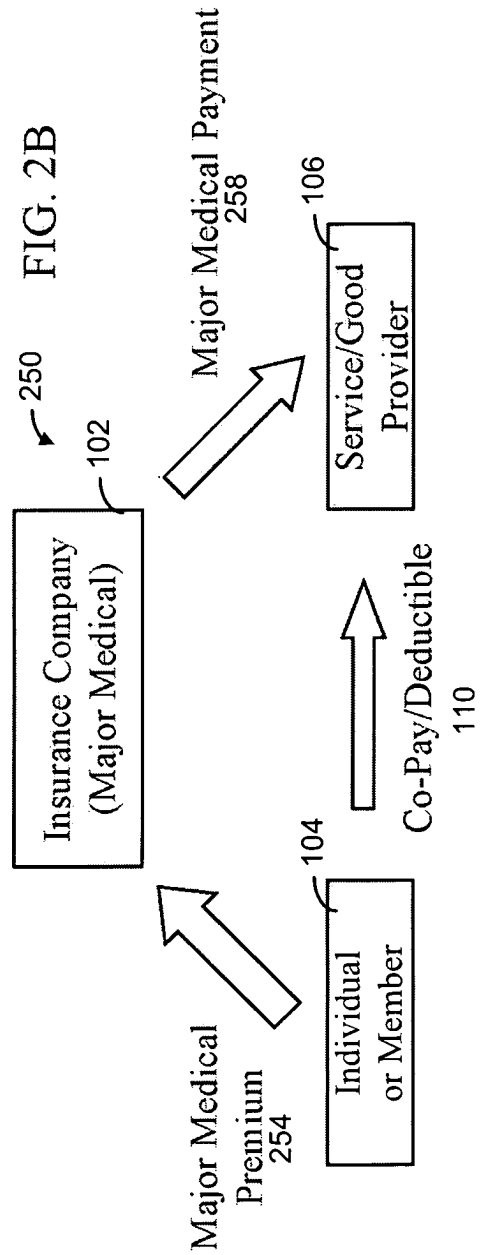 FIG. 2B
250
Insurance Company
(Major Medical)
102
Major Medical
Premium
254
Major Medical Payment
258
Individual
or Member
104
Co-Pay/Deductible
110
Service/Good
Provider
106